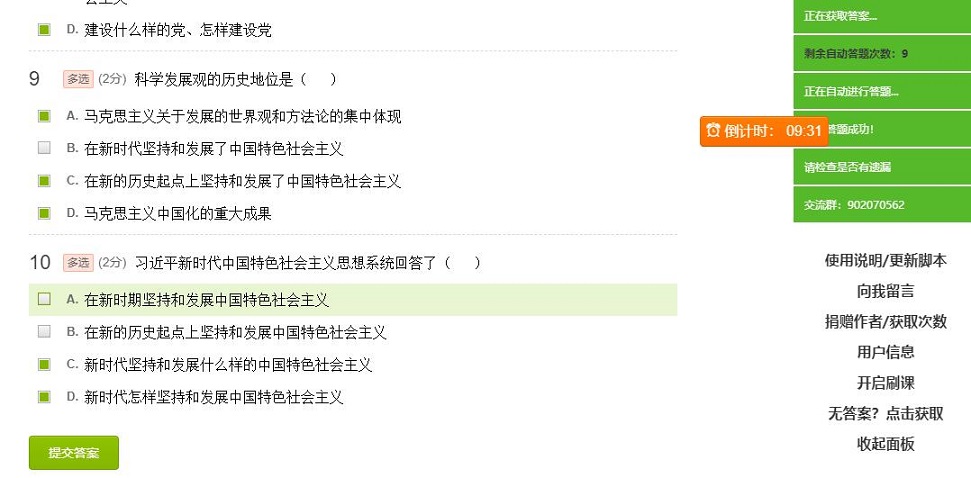 会主义
D. 建设什么样的党、怎样建设党
9 多选 (2分) 科学发展观的历史地位是（ ）
A. 马克思主义关于发展的世界观和方法论的集中体现
B. 在新时代坚持和发展了中国特色社会主义
C. 在新的历史起点上坚持和发展了中国特色社会主义
D. 马克思主义中国化的重大成果
10 多选 (2分) 习近平新时代中国特色社会主义思想系统回答了（ ）
A. 在新时期坚持和发展中国特色社会主义
B. 在新的历史起点上坚持和发展中国特色社会主义
C. 新时代坚持和发展什么样的中国特色社会主义
D. 新时代怎样坚持和发展中国特色社会主义
提交答案
正在获取答案...
剩余自动答题次数：9
正在自动进行答题...
倒计时： 09:31
答题成功！
请检查是否有遗漏
交流群：902070562
使用说明/更新脚本
向我留言
捐赠作者/获取次数
用户信息
开启刷课
无答案？点击获取
收起面板